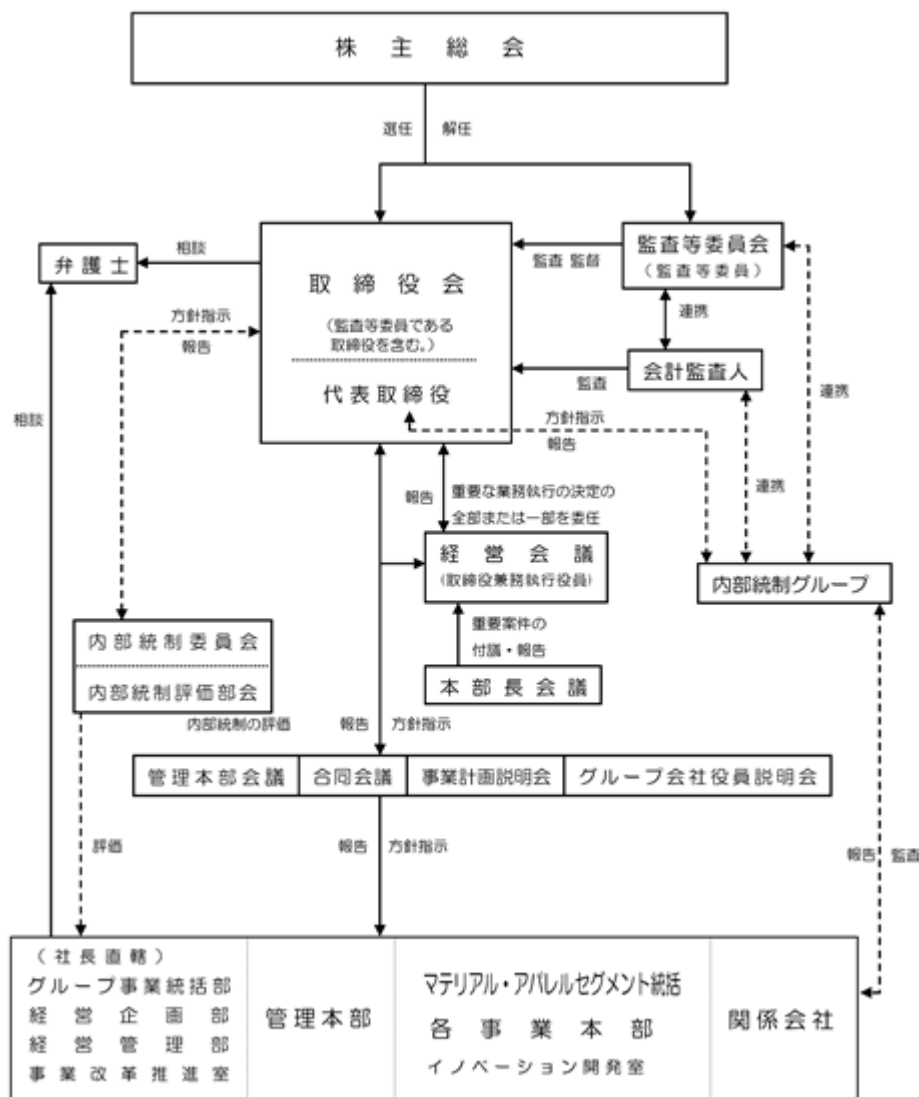 株主総会
選任 解任
取締役会
(監査等委員である
取締役を含む。)
代表取締役
監査等委員会
(監査等委員)
監査 監督
連携
会計監査人
監査
弁護士
相談
方針指示
報告
相談
方針指示
報告
連携
連携
報告
重要な業務執行の決定の
全部または一部を委任
経営会議
(取締役兼務執行役員)
内部統制グループ
重要案件の
付議・報告
本部長会議
内部統制委員会
内部統制評価部会
内部統制の評価
報告 方針指示
管理本部会議 合同会議 事業計画説明会 グループ会社役員説明会
評価
報告 方針指示
報告 監査
(社長直轄)
グループ事業統括部
経営企画部
経営管理部
事業改革推進室
管理本部
マテリアル・アパレルセグメント統括
各事業本部
イノベーション開発室
関係会社